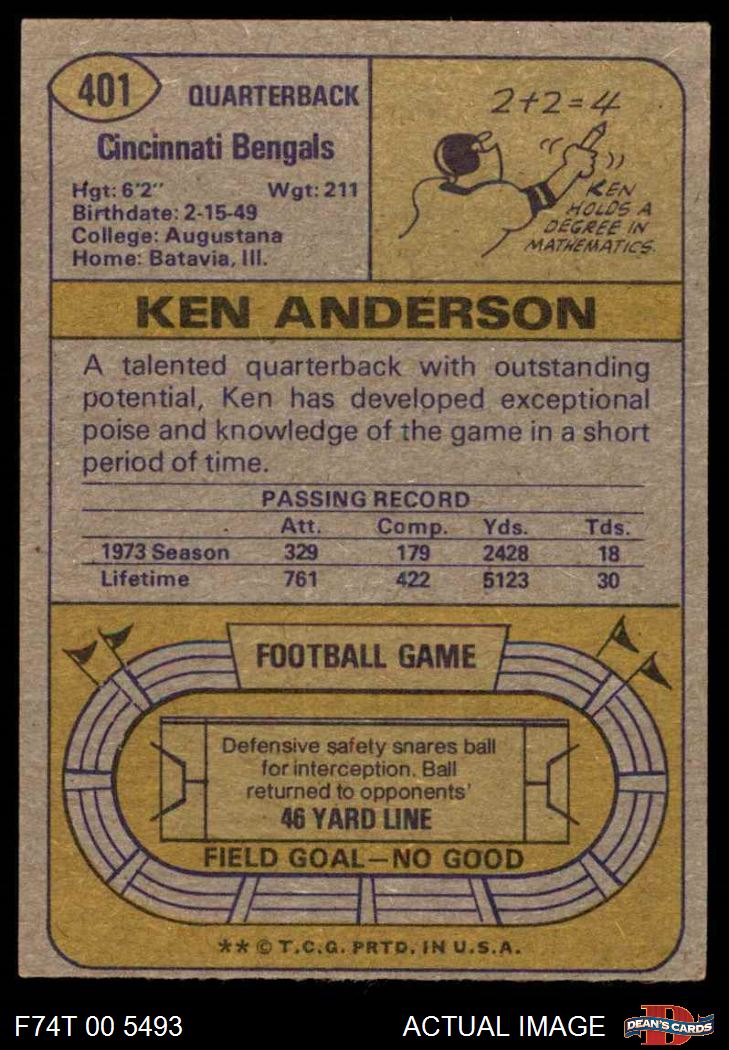 401 QUARTERBACK
Cincinnati Bengals
Hgt: 6'2" Wgt: 211
Birthdate: 2-15-49
College: Augustana
Home: Batavia, Ill.
2+2=4
KEN
HOLDS A
DEGREE IN
MATHEMATICS.
KEN ANDERSON
A talented quarterback with outstanding
potential, Ken has developed exceptional
poise and knowledge of the game in a short
period of time.
PASSING RECORD
Att. Comp. Yds. Tds.
1973 Season 329 179 2428 18
Lifetime 761 422 5123 30
FOOTBALL GAME
Defensive safety snares ball
for interception. Ball
returned to opponents'
46 YARD LINE
FIELD GOAL—NO GOOD
** © T.C.G. PRTD. IN U.S.A.
F74T 00 5493 ACTUAL IMAGE
D
DEAN'S CARDS